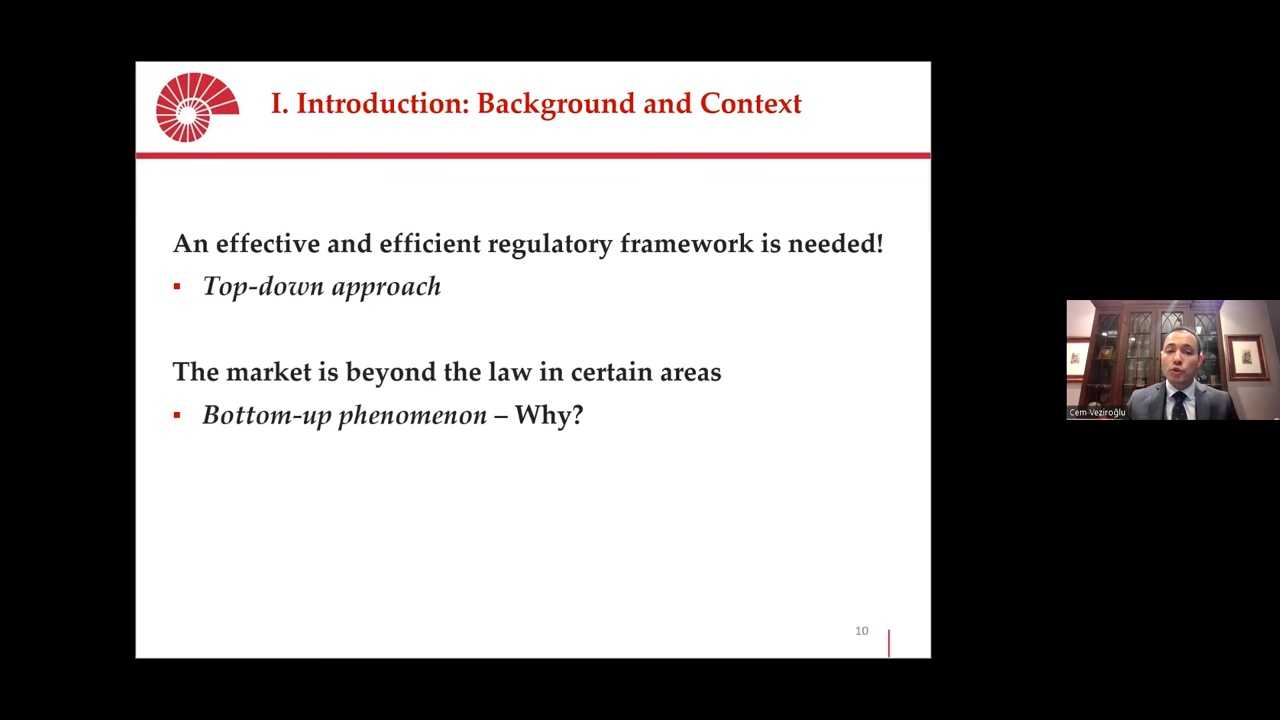 I. Introduction: Background and Context
An effective and efficient regulatory framework is needed!
▪ Top-down approach
The market is beyond the law in certain areas
▪ Bottom-up phenomenon – Why?
10
Cem Veziroğlu